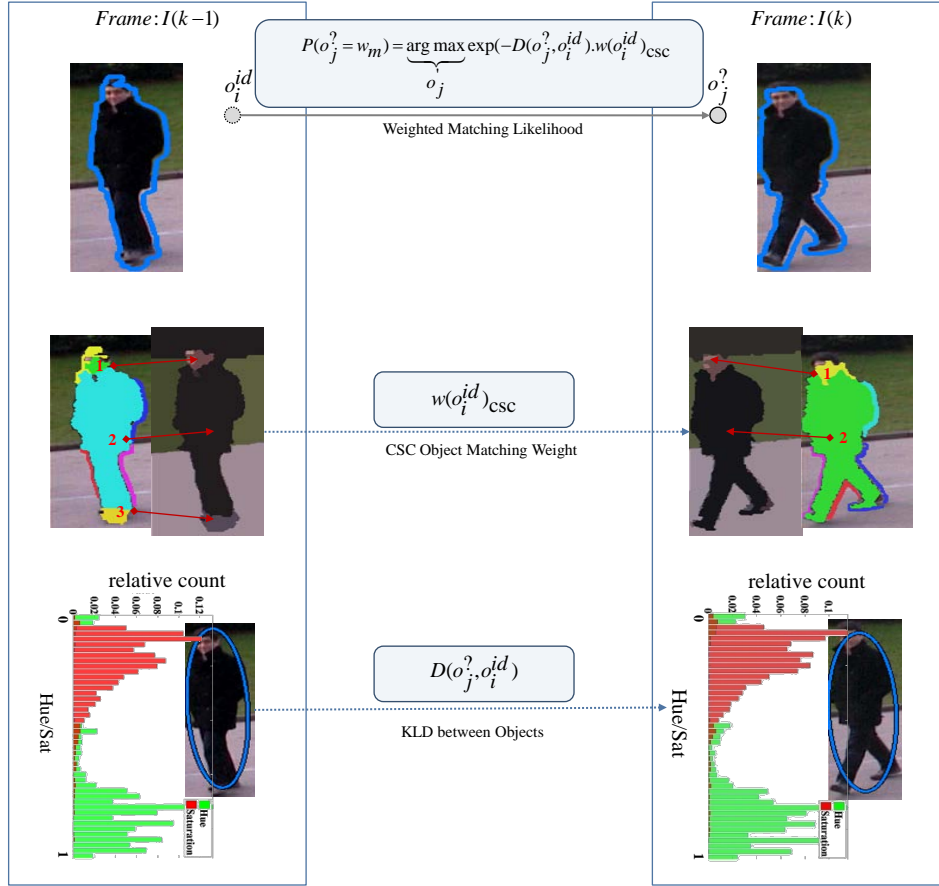 Frame: I(k−1)
Frame: I(k)
P(o_j^? = w_m) = arg max exp(−D(o_j^?, o_i^{id}).w(o_i^{id})_{CSC}
o_j^'
o_i^{id}
o_j^?
Weighted Matching Likelihood
1
2
3
w(o_i^{id})_{CSC}
CSC Object Matching Weight
1
2
relative count
0 0.02 0.04 0.06 0.08 0.1 0.12
0
Hue/Sat
1
Hue
Saturation
D(o_j^?, o_i^{id})
KLD between Objects
relative count
0 0.02 0.04 0.06 0.08 0.1
0
Hue/Sat
1
Hue
Saturation